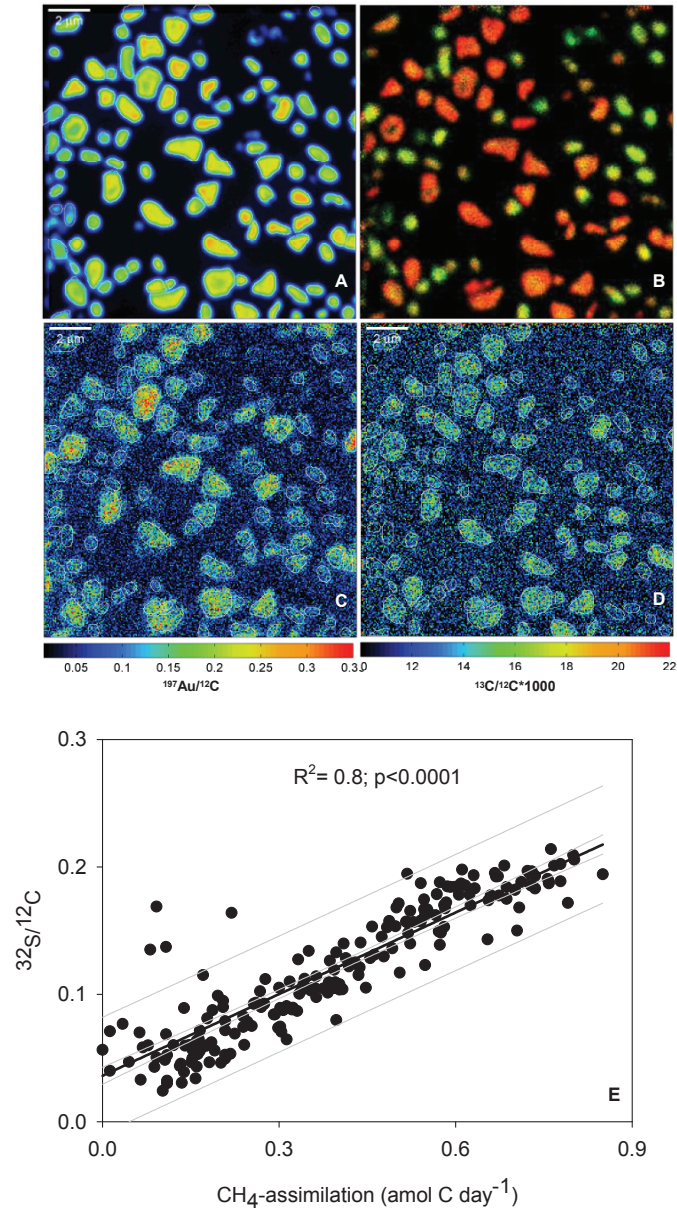 2 µm
A
B
2 µm
2 µm
C
D
0.05 0.1 0.15 0.2 0.25 0.3 0.3
0 12 14 16 18 20 22
197Au/12C
13C/12C*1000
0.3
R2= 0.8; p<0.0001
0.2
32S/12C
0.1
E
0.0
0.0 0.3 0.6 0.9
CH4-assimilation (amol C day-1)